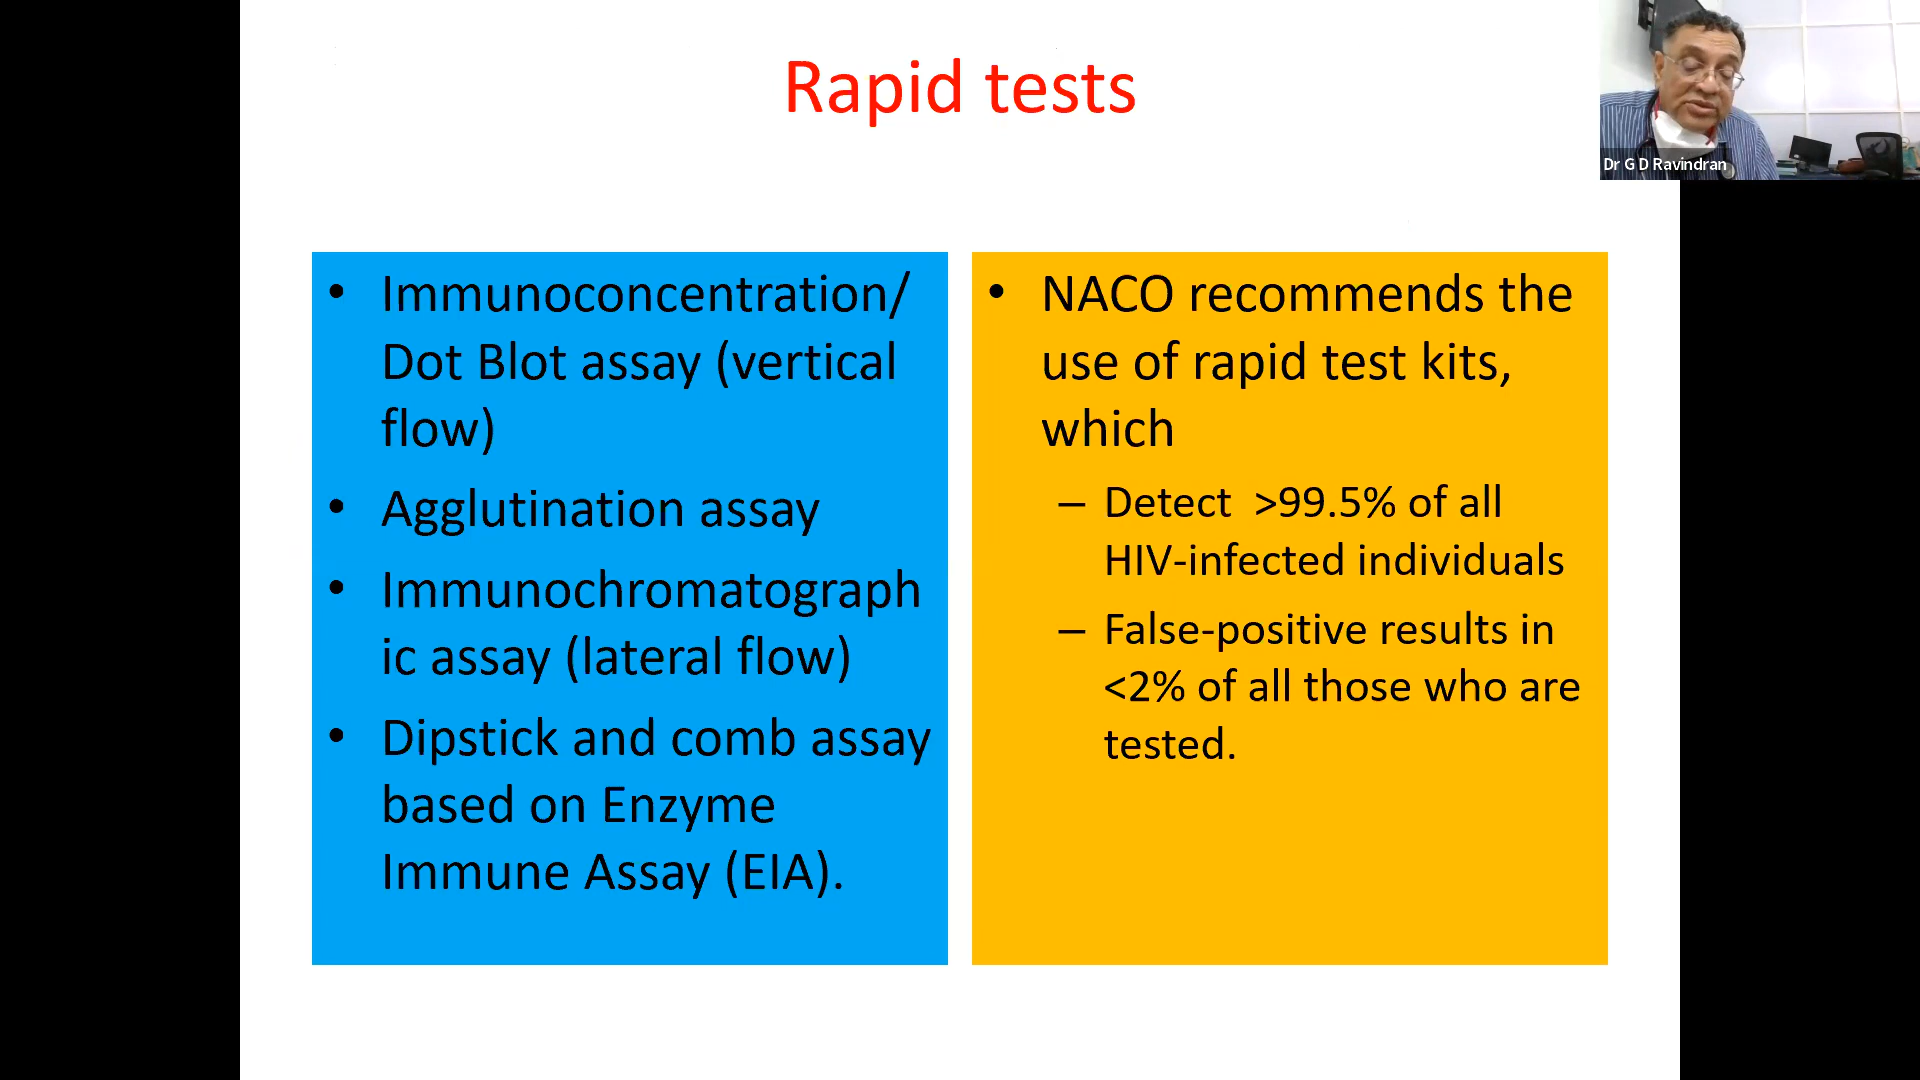 Rapid tests
Dr G D Ravindran
• Immunoconcentration/
Dot Blot assay (vertical
flow)
• Agglutination assay
• Immunochromatograph
ic assay (lateral flow)
• Dipstick and comb assay
based on Enzyme
Immune Assay (EIA).
• NACO recommends the
use of rapid test kits,
which
– Detect >99.5% of all
HIV-infected individuals
– False-positive results in
<2% of all those who are
tested.